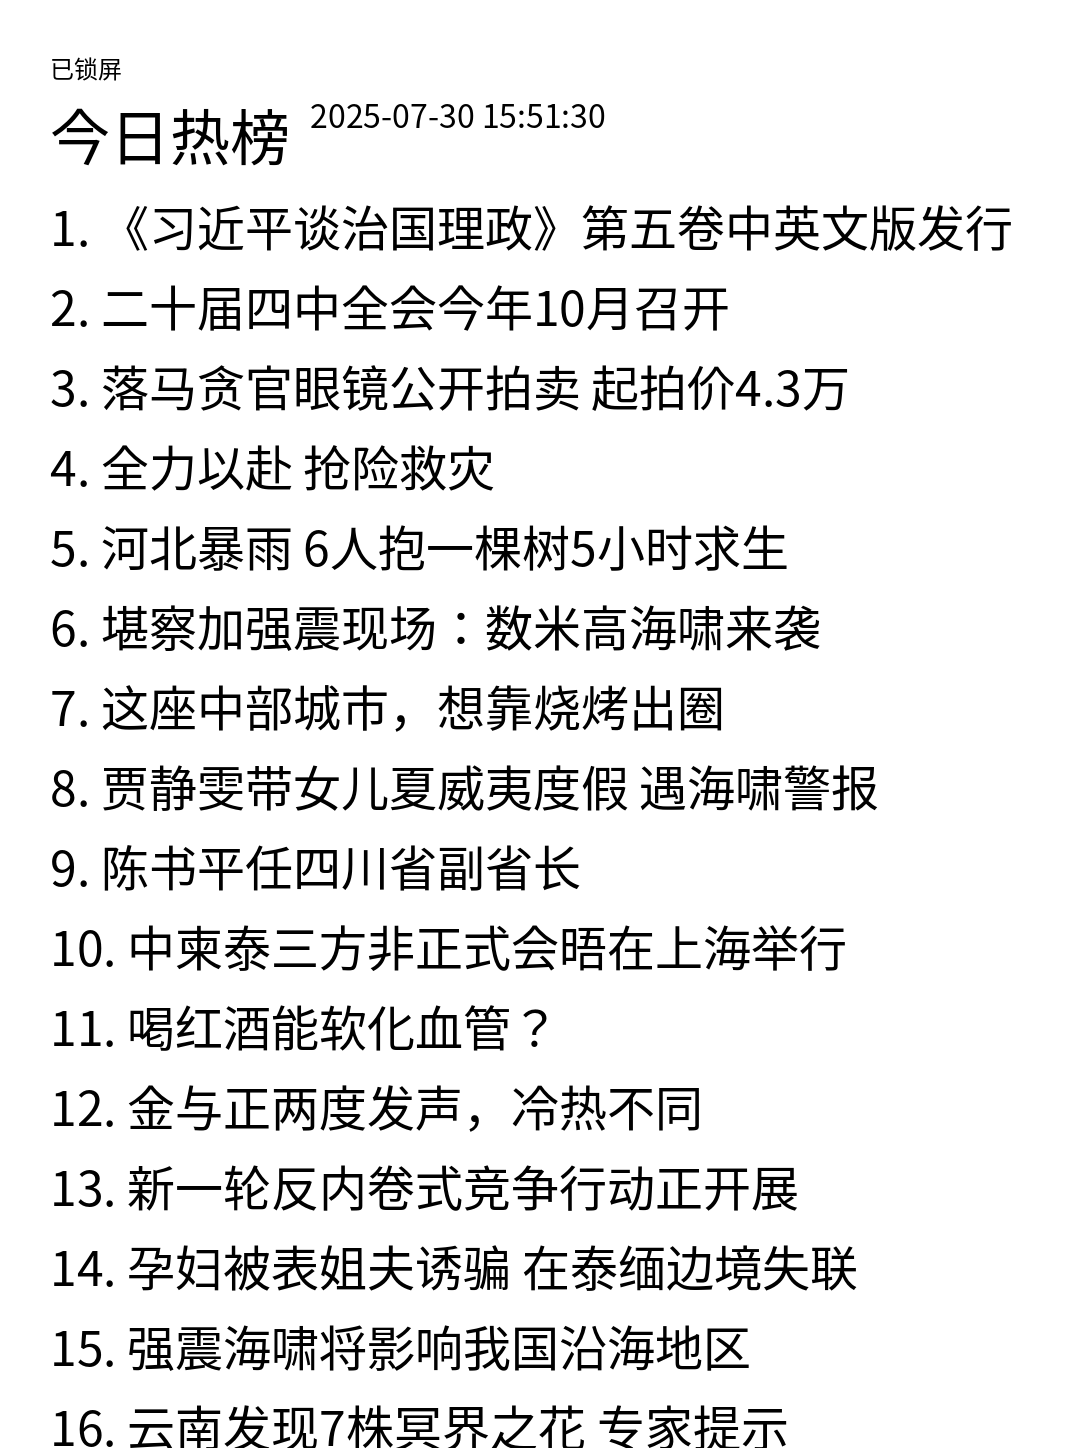 已锁屏
今日热榜 2025-07-30 15:51:30
1. 《习近平谈治国理政》第五卷中英文版发行
2. 二十届四中全会今年10月召开
3. 落马贪官眼镜公开拍卖 起拍价4.3万
4. 全力以赴 抢险救灾
5. 河北暴雨 6人抱一棵树5小时求生
6. 堪察加强震现场：数米高海啸来袭
7. 这座中部城市，想靠烧烤出圈
8. 贾静雯带女儿夏威夷度假 遇海啸警报
9. 陈书平任四川省副省长
10. 中柬泰三方非正式会晤在上海举行
11. 喝红酒能软化血管？
12. 金与正两度发声，冷热不同
13. 新一轮反内卷式竞争行动正开展
14. 孕妇被表姐夫诱骗 在泰缅边境失联
15. 强震海啸将影响我国沿海地区
16. 云南发现7株冥界之花 专家提示